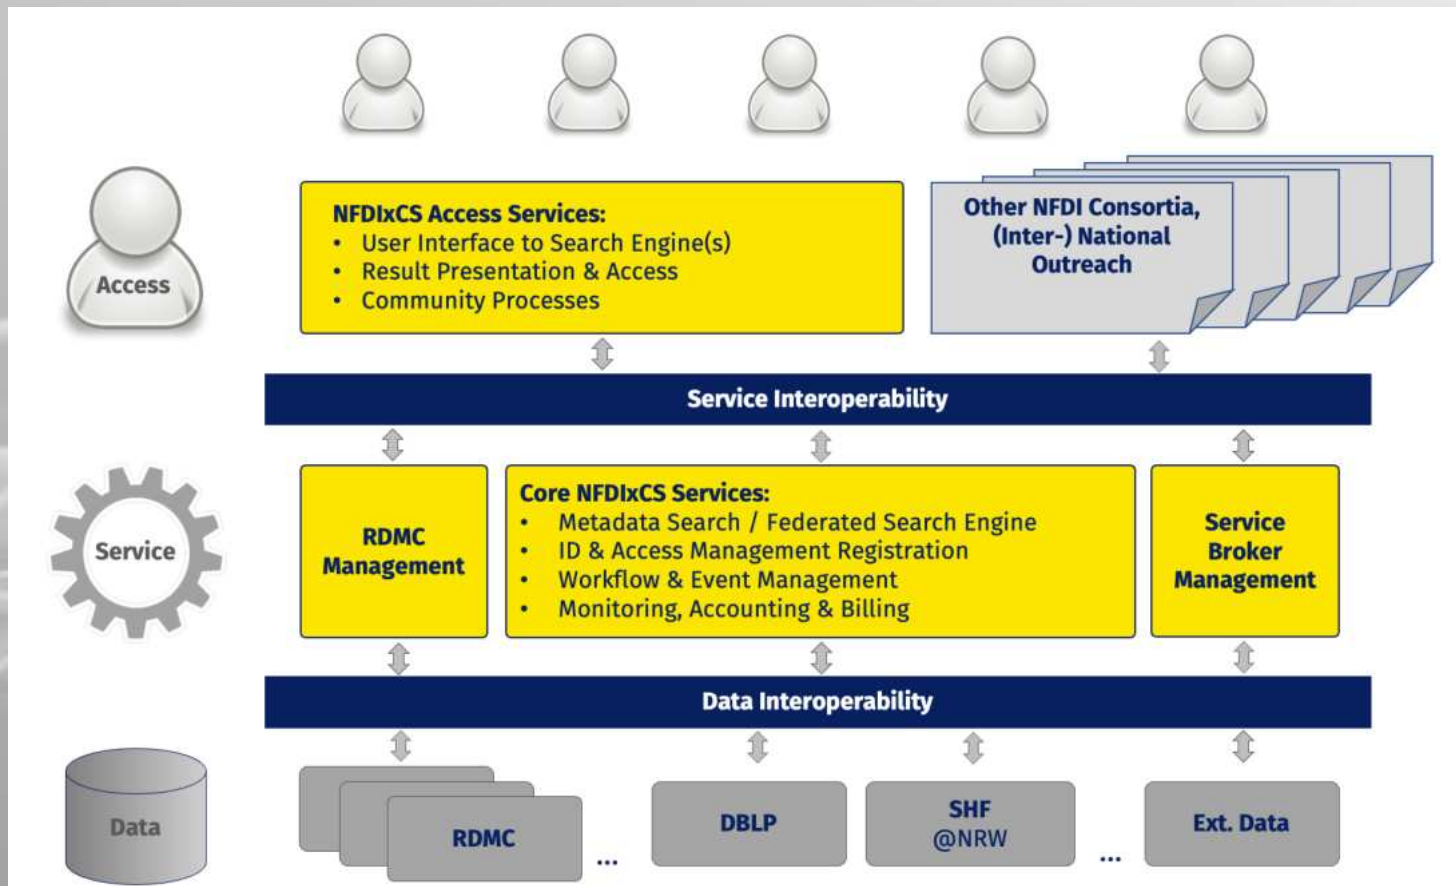 Access
NFDIxCS Access Services:
• User Interface to Search Engine(s)
• Result Presentation & Access
• Community Processes
Other NFDI Consortia,
(Inter-) National
Outreach
Service Interoperability
Service
RDMC
Management
Core NFDIxCS Services:
• Metadata Search / Federated Search Engine
• ID & Access Management Registration
• Workflow & Event Management
• Monitoring, Accounting & Billing
Service
Broker
Management
Data Interoperability
Data
RDMC
...
DBLP
SHF
@NRW
...
Ext. Data